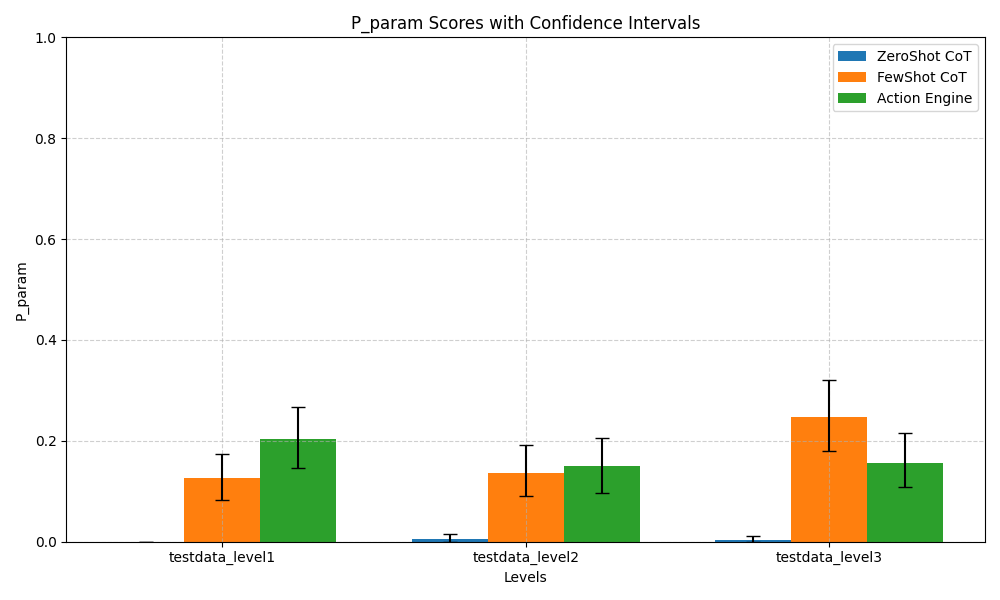 P_param Scores with Confidence Intervals
1.0
0.8
0.6
0.4
0.2
0.0
P_param
testdata_level1
testdata_level2
testdata_level3
Levels
ZeroShot CoT
FewShot CoT
Action Engine